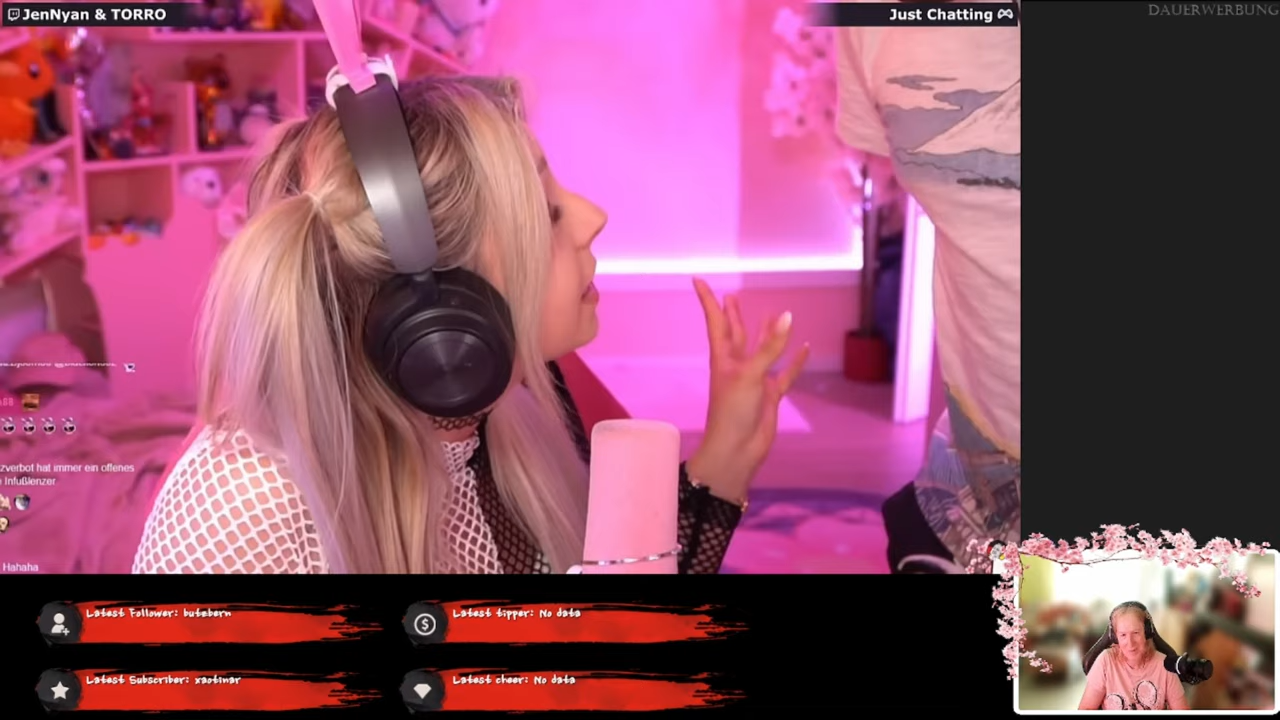 JenNyan & TORRO
Just Chatting
DAUERWERBUNG
zverbot hat immer ein offenes
Infußlenzer
Hahaha
Latest Follower: butebern
Latest tipper: No data
Latest Subscriber: xaotinar
Latest cheer: No data